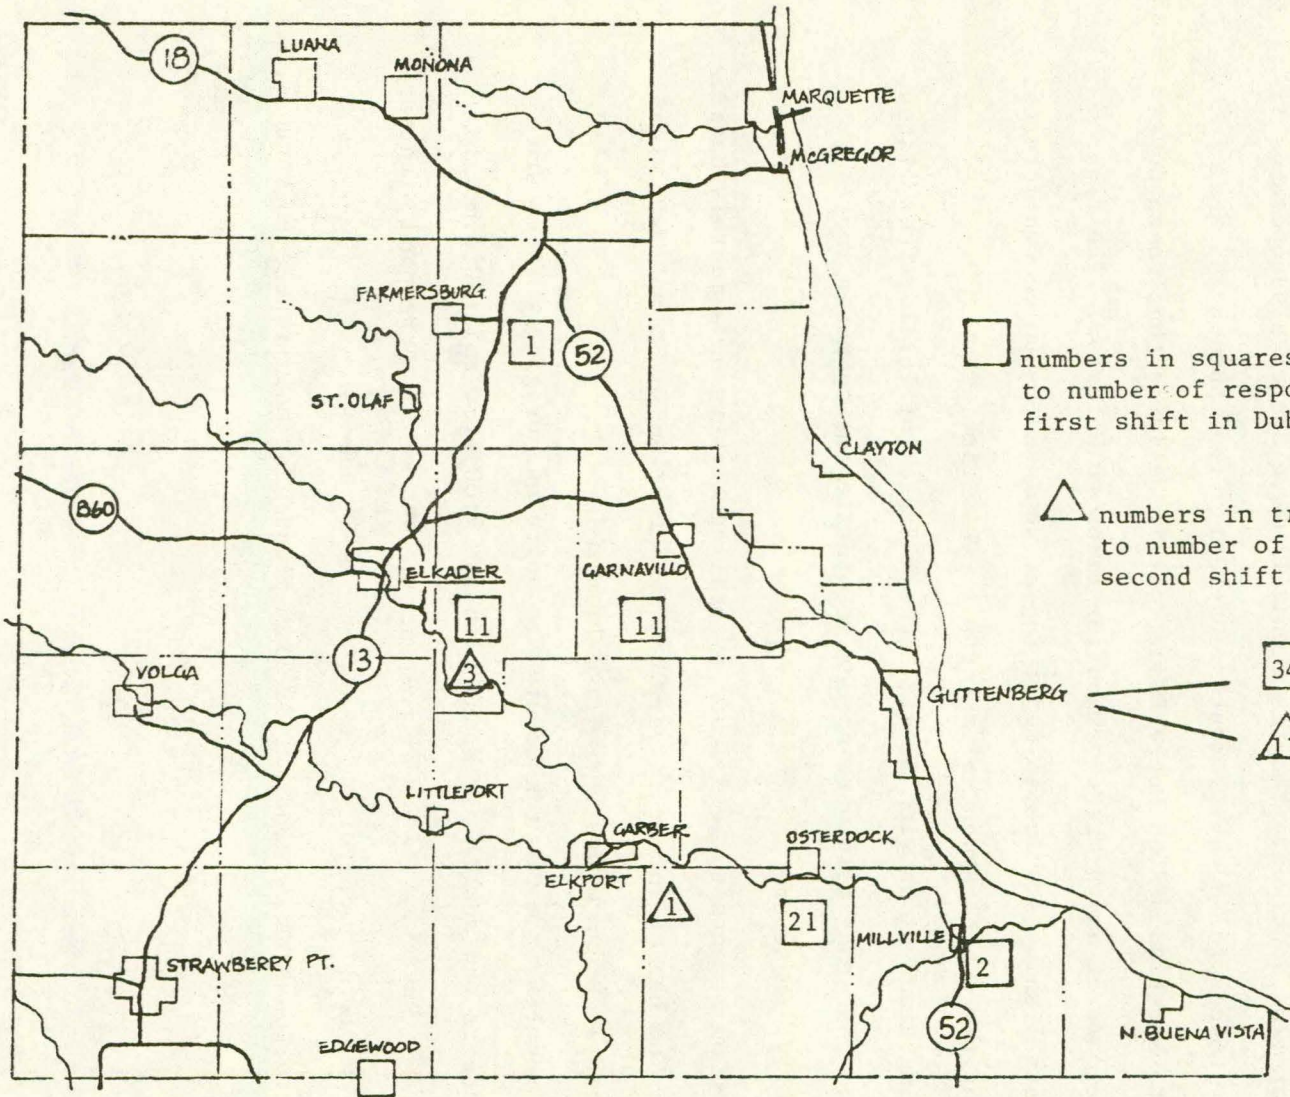 LUANA
18
MONONA
MARQUETTE
McGREGOR
FARMERSBURG
1
52
ST. OLAF
numbers in squares
to number of respo
first shift in Dub
CLAYTON
B60
numbers in tr
to number of
second shift
ELKADER
GARNAVILLO
11
11
13
3
VOLGA
GUTTENBERG
34
LITTLEPORT
GARBER
OSTERDOCK
ELKPORT
1
21
MILLVILLE
2
STRAWBERRY PT.
52
N. BUENA VISTA
EDGEWOOD